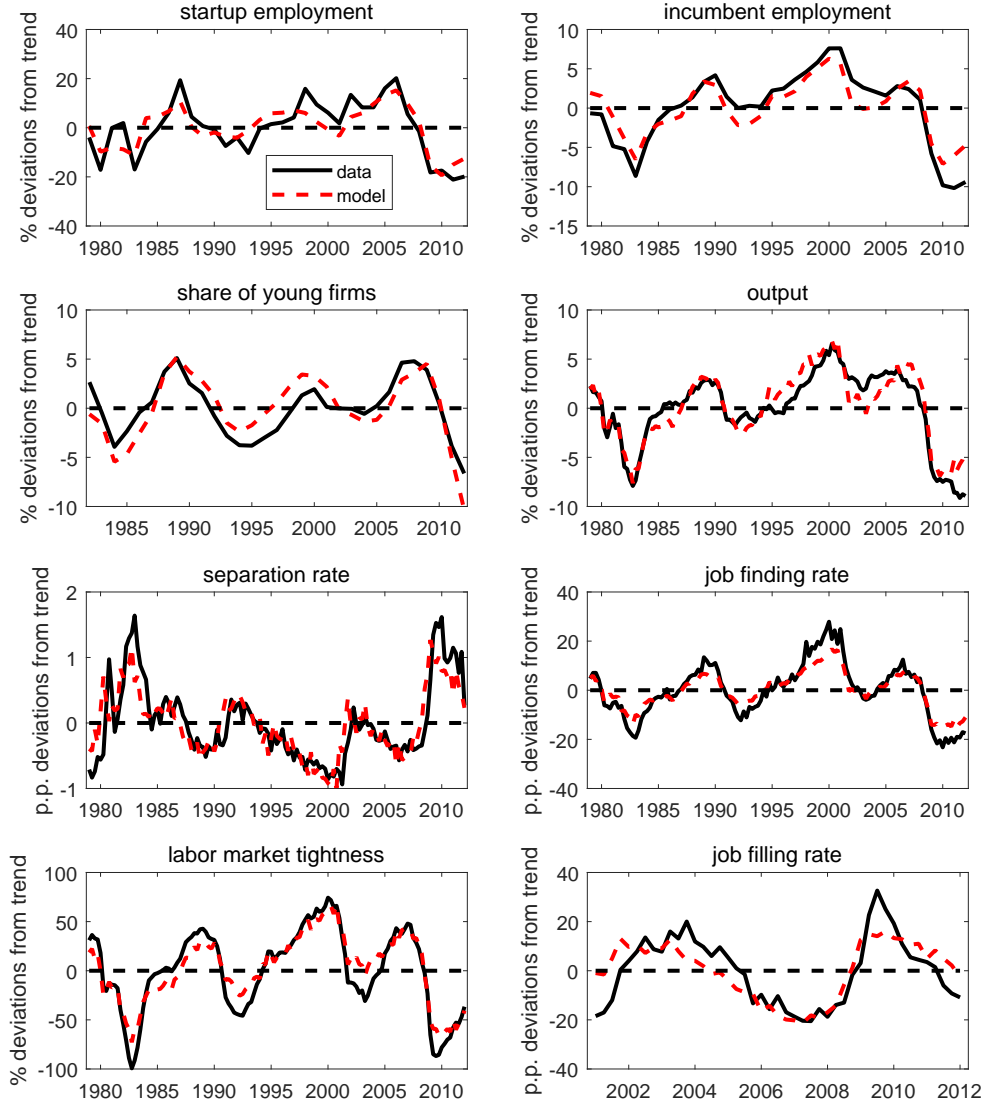 startup employment
% deviations from trend
40
20
0
-20
-40
data
model
1980 1985 1990 1995 2000 2005 2010
incumbent employment
% deviations from trend
10
5
0
-5
-10
-15
1980 1985 1990 1995 2000 2005 2010
share of young firms
% deviations from trend
10
5
0
-5
-10
1985 1990 1995 2000 2005 2010
output
% deviations from trend
10
5
0
-5
-10
1980 1985 1990 1995 2000 2005 2010
separation rate
p.p. deviations from trend
2
1
0
-1
1980 1985 1990 1995 2000 2005 2010
job finding rate
p.p. deviations from trend
40
20
0
-20
-40
1980 1985 1990 1995 2000 2005 2010
labor market tightness
% deviations from trend
100
50
0
-50
-100
1980 1985 1990 1995 2000 2005 2010
job filling rate
p.p. deviations from trend
40
20
0
-20
-40
2002 2004 2006 2008 2010 2012